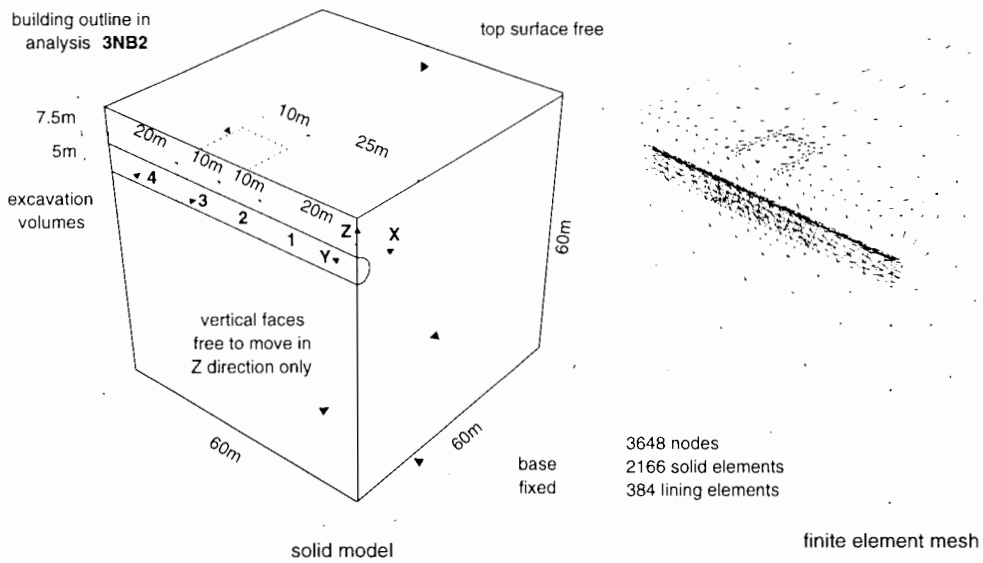 building outline in
analysis 3NB2
top surface free
7.5m
5m
20m
10m
10m
10m
25m
20m
excavation
volumes
4
3
2
1
Z
X
Y
60m
vertical faces
free to move in
Z direction only
60m
60m
base
fixed
3648 nodes
2166 solid elements
384 lining elements
solid model
finite element mesh